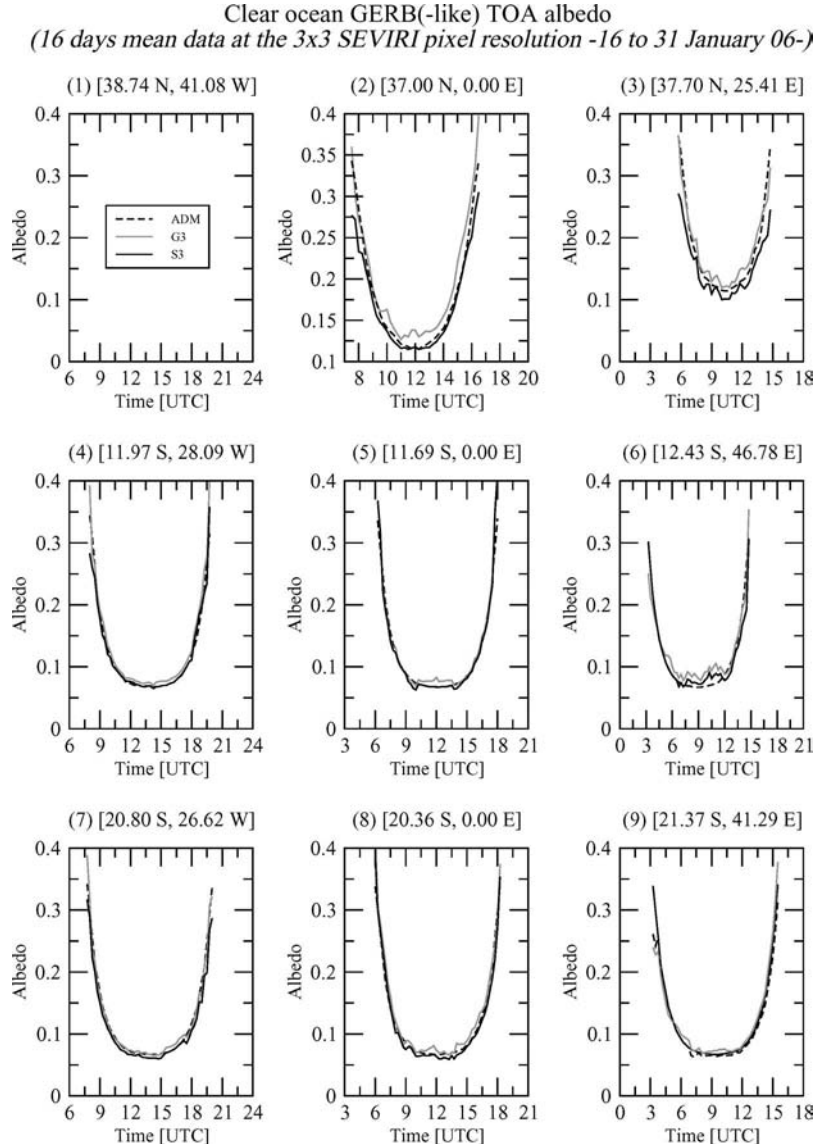 Clear ocean GERB(-like) TOA albedo
(16 days mean data at the 3x3 SEVIRI pixel resolution -16 to 31 January 06-)
(1) [38.74 N, 41.08 W]
0.4
0.3
0.2
0.1
0
Albedo
ADM
G3
S3
6 9 12 15 18 21 24
Time [UTC]
(2) [37.00 N, 0.00 E]
0.4
0.35
0.3
0.25
0.2
0.15
0.1
Albedo
8 10 12 14 16 18 20
Time [UTC]
(3) [37.70 N, 25.41 E]
0.4
0.3
0.2
0.1
0
Albedo
0 3 6 9 12 15 18
Time [UTC]
(4) [11.97 S, 28.09 W]
0.4
0.3
0.2
0.1
0
Albedo
6 9 12 15 18 21 24
Time [UTC]
(5) [11.69 S, 0.00 E]
0.4
0.3
0.2
0.1
0
Albedo
3 6 9 12 15 18 21
Time [UTC]
(6) [12.43 S, 46.78 E]
0.4
0.3
0.2
0.1
0
Albedo
0 3 6 9 12 15 18 21
Time [UTC]
(7) [20.80 S, 26.62 W]
0.4
0.3
0.2
0.1
0
Albedo
6 9 12 15 18 21 24
Time [UTC]
(8) [20.36 S, 0.00 E]
0.4
0.3
0.2
0.1
0
Albedo
3 6 9 12 15 18 21
Time [UTC]
(9) [21.37 S, 41.29 E]
0.4
0.3
0.2
0.1
0
Albedo
0 3 6 9 12 15 18
Time [UTC]